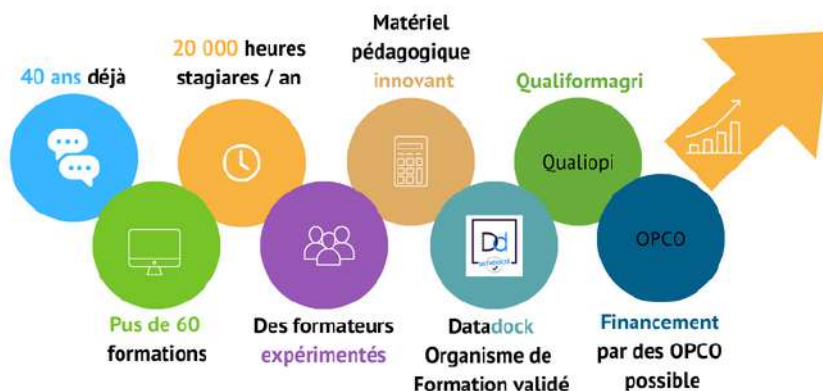 40 ans déjà
20 000 heures
stagiares / an
Matériel
pédagogique
innovant
Qualiformagri
Qualiopi
OPCO
Dd
Pus de 60
formations
Des formateurs
expérimentés
Datadock
Organisme de
Formation validé
Financement
par des OPCO
possible